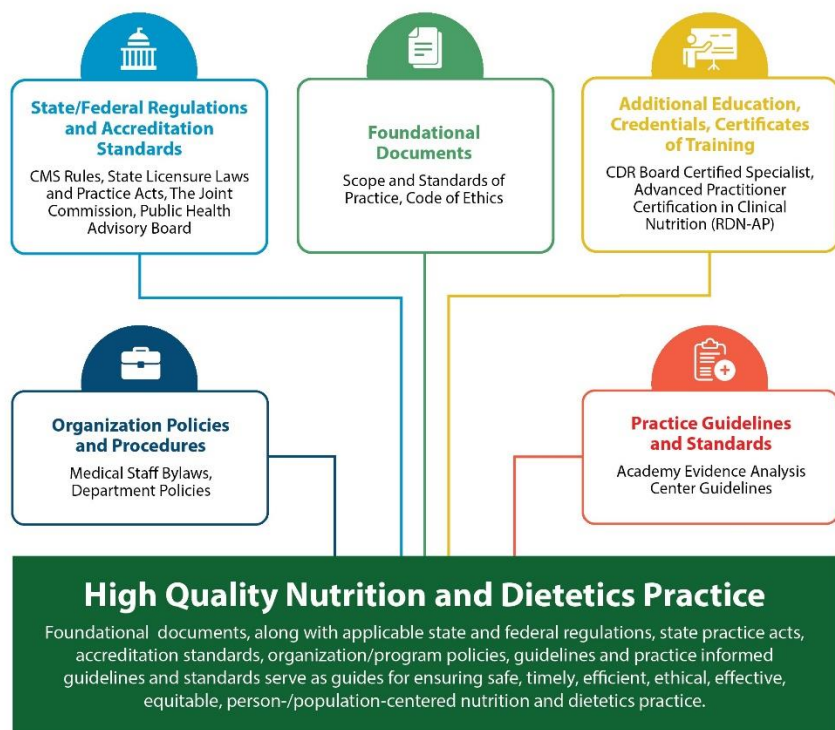 State/Federal Regulations
and Accreditation
Standards
CMS Rules, State Licensure Laws
and Practice Acts, The Joint
Commission, Public Health
Advisory Board
Foundational
Documents
Scope and Standards of
Practice, Code of Ethics
Additional Education,
Credentials, Certificates
of Training
CDR Board Certified Specialist,
Advanced Practitioner
Certification in Clinical
Nutrition (RDN-AP)
Organization Policies
and Procedures
Medical Staff Bylaws,
Department Policies
Practice Guidelines
and Standards
Academy Evidence Analysis
Center Guidelines
High Quality Nutrition and Dietetics Practice
Foundational documents, along with applicable state and federal regulations, state practice acts,
accreditation standards, organization/program policies, guidelines and practice informed
guidelines and standards serve as guides for ensuring safe, timely, efficient, ethical, effective,
equitable, person-/population-centered nutrition and dietetics practice.